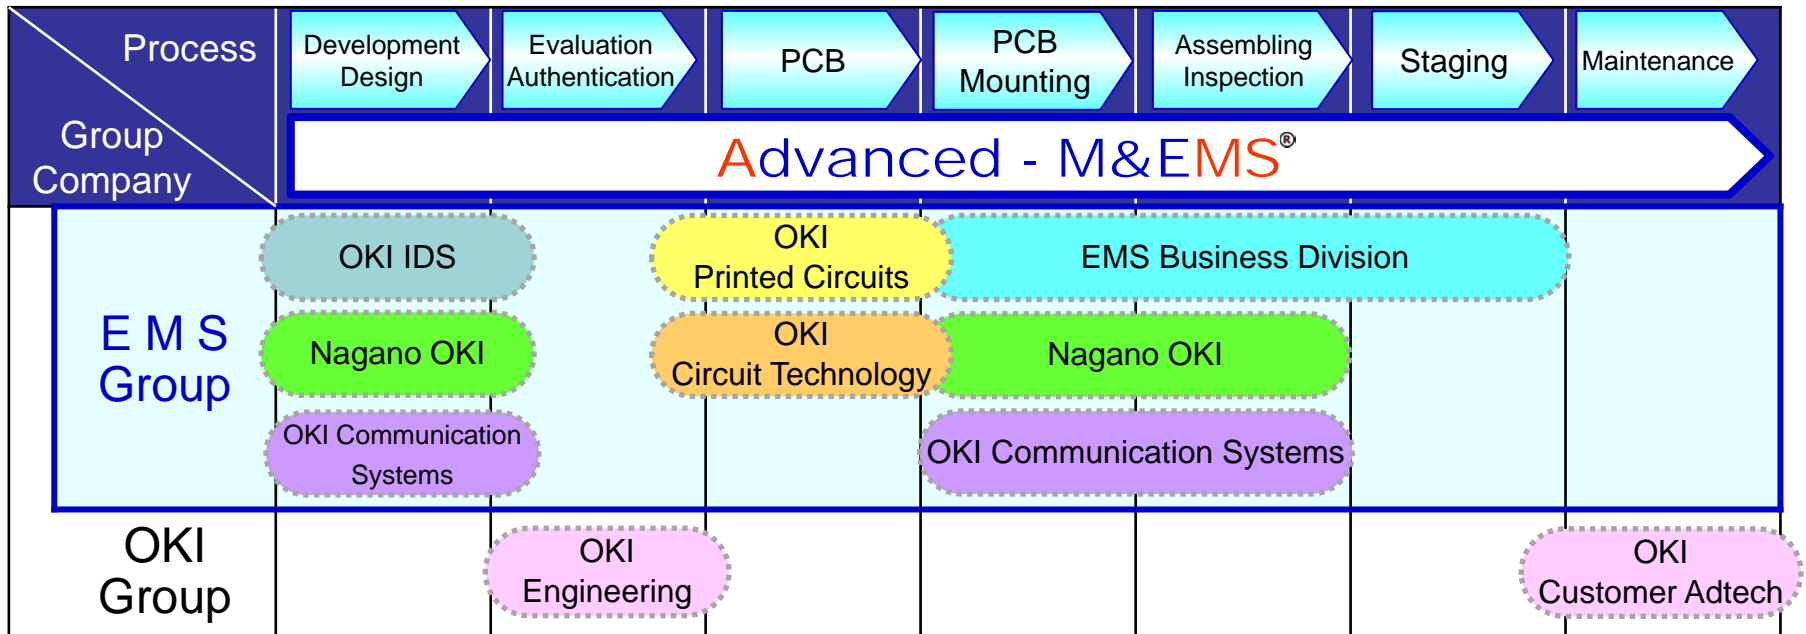 Process
Group
Company
Development
Design
Evaluation
Authentication
PCB
PCB
Mounting
Assembling
Inspection
Staging
Maintenance
Advanced - M&EMS®
E M S
Group
OKI IDS
OKI
Printed Circuits
EMS Business Division
Nagano OKI
OKI
Circuit Technology
Nagano OKI
OKI Communication
Systems
OKI Communication Systems
OKI
Group
OKI
Engineering
OKI
Customer Adtech